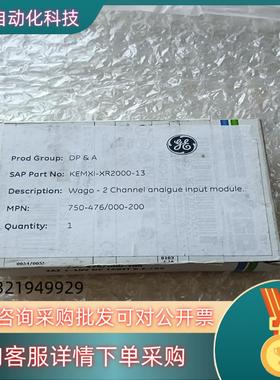 自动化科技
GE
Prod Group: DP & A
SAP Part No: KEMXI-XR2000-13
Description: Wago - 2 Channel analogue input module.
MPN: 750-476/000-200
Quantity: 1
321949929
咨询采购批发可对公开票
客服详情下单采购